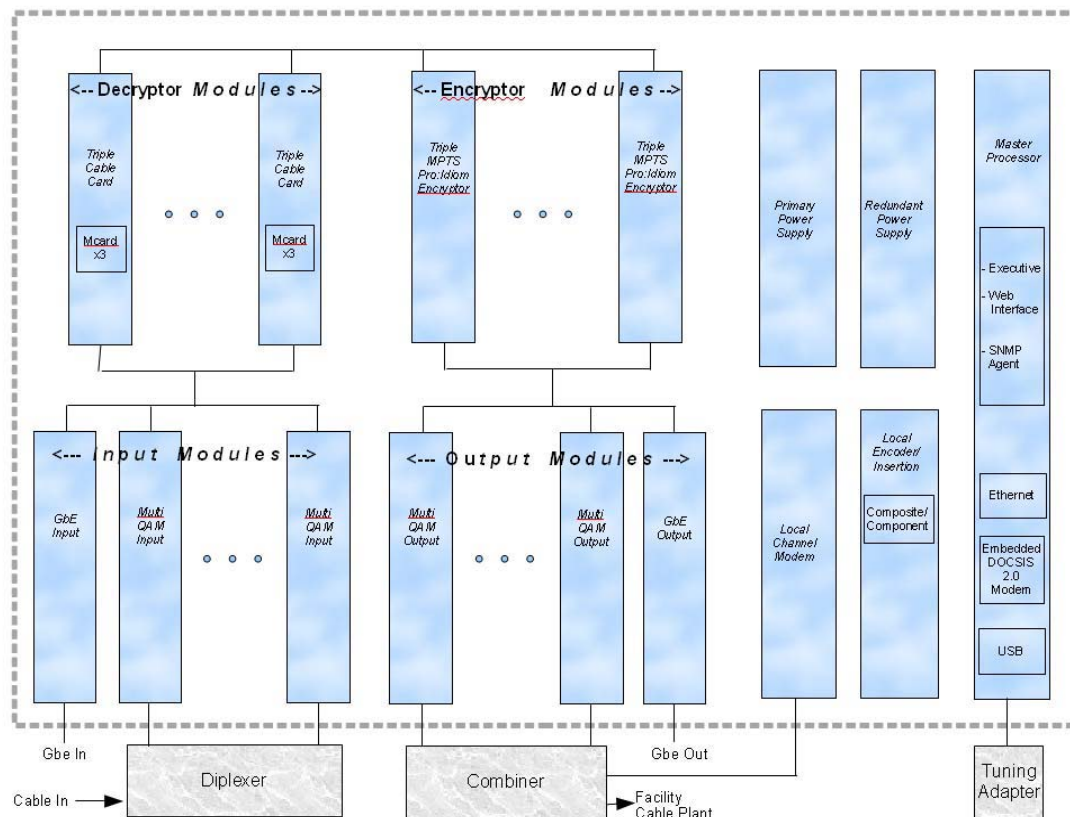 <-- Decryptor Modules -->
<-- Encryptor Modules -->
Triple
Cable
Card
Mcard
x3
Triple
Cable
Card
Mcard
x3
Triple
MPTS
Pro:Idiom
Encryptor
Triple
MPTS
Pro:Idiom
Encryptor
Primary
Power
Supply
Redundant
Power
Supply
Master
Processor
- Executive
- Web
Interface
- SNMP
Agent
Ethernet
Embedded
DOCSIS
2.0
Modem
USB
<--- Input Modules --->
<--- Output Modules --->
GbE
Input
Multi
QAM
Input
Multi
QAM
Input
Multi
QAM
Output
Multi
QAM
Output
GbE
Output
Local
Channel
Modem
Local
Encoder/
Insertion
Composite/
Component
Gbe In
Diplexer
Cable In
Combiner
Gbe Out
Facility
Cable Plant
Tuning
Adapter